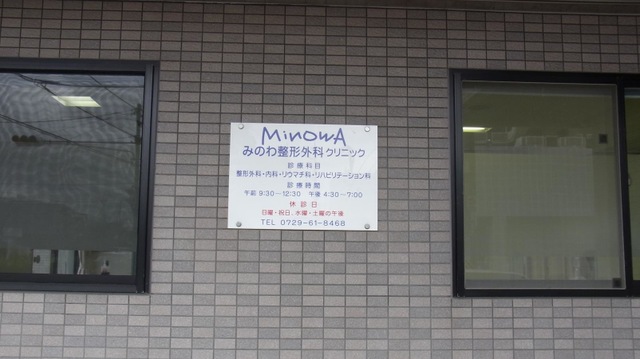 MINOWA
みのわ整形外科クリニック
診療科目
整形外科・内科・リウマチ科・リハビリテーション科
診療時間
午前 9:30〜12:30 午後 4:30〜7:00
休診日
日曜・祝日、水曜・土曜の午後
TEL 0729-61-8468